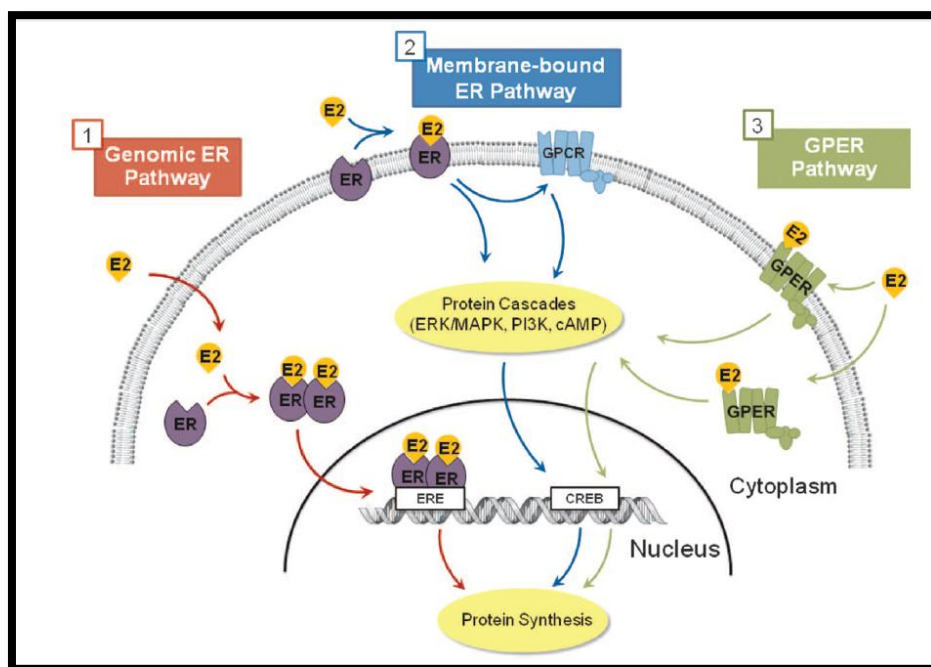 2
Membrane-bound
ER Pathway
1
Genomic ER
Pathway
3
GPER
Pathway
E2
E2
ER
ER
GPCR
E2
GPER
E2
E2
Protein Cascades
(ERK/MAPK, PI3K, cAMP)
E2
E2 E2
ER ER
ER
E2
GPER
E2 E2
ER ER
ERE
CREB
Cytoplasm
Nucleus
Protein Synthesis